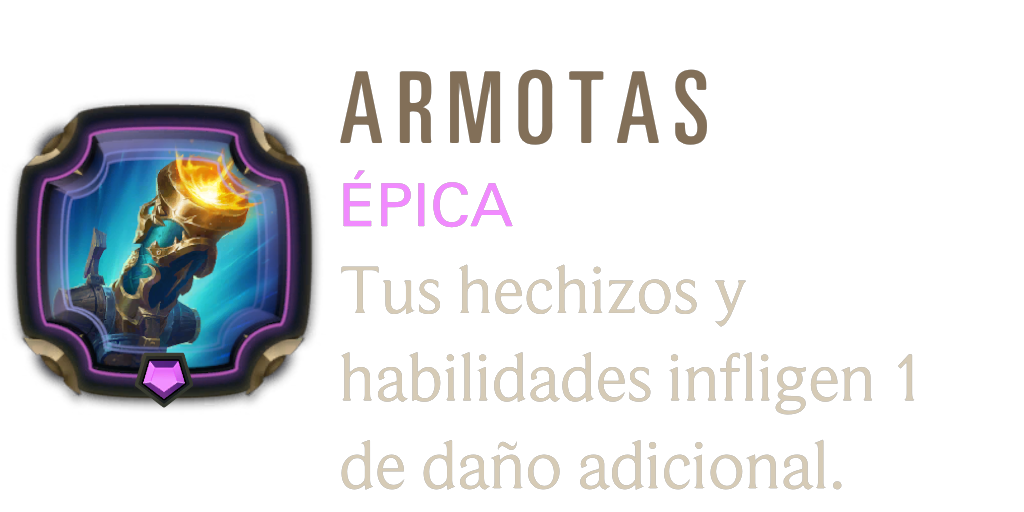 ARMOTAS
ÉPICA
Tus hechizos y
habilidades infligen 1
de daño adicional.